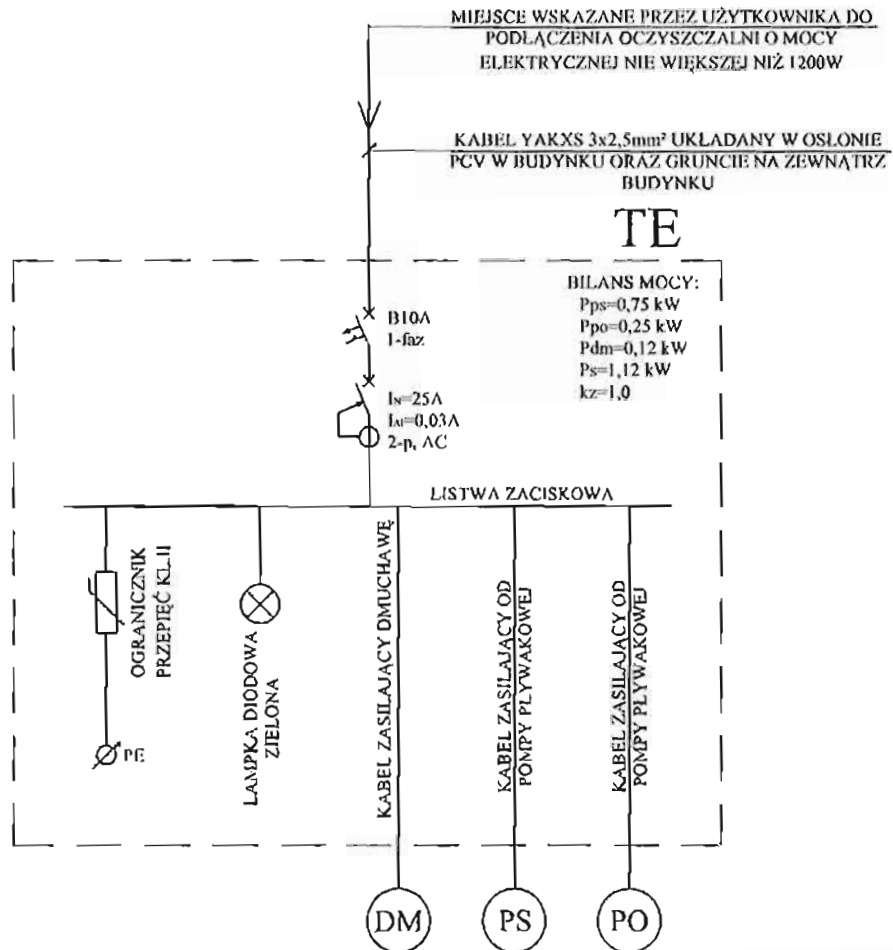 MIEJSCE WSKAZANE PRZEZ UŻYTKOWNIKA DO
PODŁĄCZENIA OCZYSZCZALNI O MOCY
ELEKTRYCZNEJ NIE WIĘKSZEJ NIŻ 1200W
KABEL YAKXS 3x2,5mm² UKŁADANY W OSŁONIE
PCV W BUDYNKU ORAZ GRUNCIE NA ZEWNĄTRZ
BUDYNKU
TE
BILANS MOCY:
Pps=0,75 kW
Ppo=0,25 kW
Pdm=0,12 kW
Ps=1,12 kW
kz=1,0
B10A
1-faz
IN=25A
IΔI=0,03A
2-p, AC
LISTWA ZACISKOWA
OGRANICZNIK
PRZEPIĘĆ KL.II
PE
LAMPKA DIODOWA
ZIELONA
KABEL ZASILAJĄCY DMUCHAWĘ
KABEL ZASILAJĄCY OD
POMPY PŁYWAKOWEJ
KABEL ZASILAJĄCY OD
POMPY PŁYWAKOWEJ
DM
PS
PO